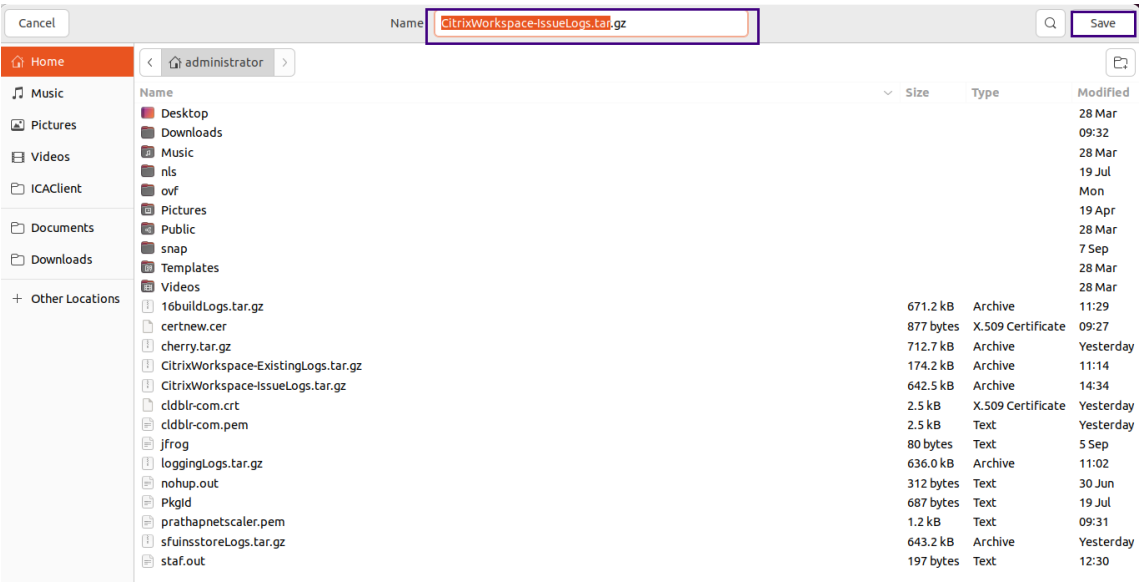 Cancel Name CitrixWorkspace-IssueLogs.tar.gz Save
Home administrator
Music Name Size Type Modified
Desktop 28 Mar
Pictures Downloads 09:32
Music 28 Mar
Videos nls 19 Jul
ICAClient ovf Mon
Pictures 19 Apr
Documents Public 28 Mar
snap 7 Sep
Downloads Templates 28 Mar
Videos 28 Mar
+ Other Locations 16buildLogs.tar.gz 671.2 kB Archive 11:29
certnew.cer 877 bytes X.509 Certificate 09:27
cherry.tar.gz 712.7 kB Archive Yesterday
CitrixWorkspace-ExistingLogs.tar.gz 174.2 kB Archive 11:14
CitrixWorkspace-IssueLogs.tar.gz 642.5 kB Archive 14:34
cldblr-com.crt 2.5 kB X.509 Certificate Yesterday
cldblr-com.pem 2.5 kB Text Yesterday
jfrog 80 bytes Text 5 Sep
loggingLogs.tar.gz 636.0 kB Archive 11:02
nohup.out 312 bytes Text 30 Jun
PkgId 687 bytes Text 19 Jul
prathapnetscaler.pem 1.2 kB Text 09:31
sfuinsstoreLogs.tar.gz 643.2 kB Archive Yesterday
staf.out 197 bytes Text 12:30